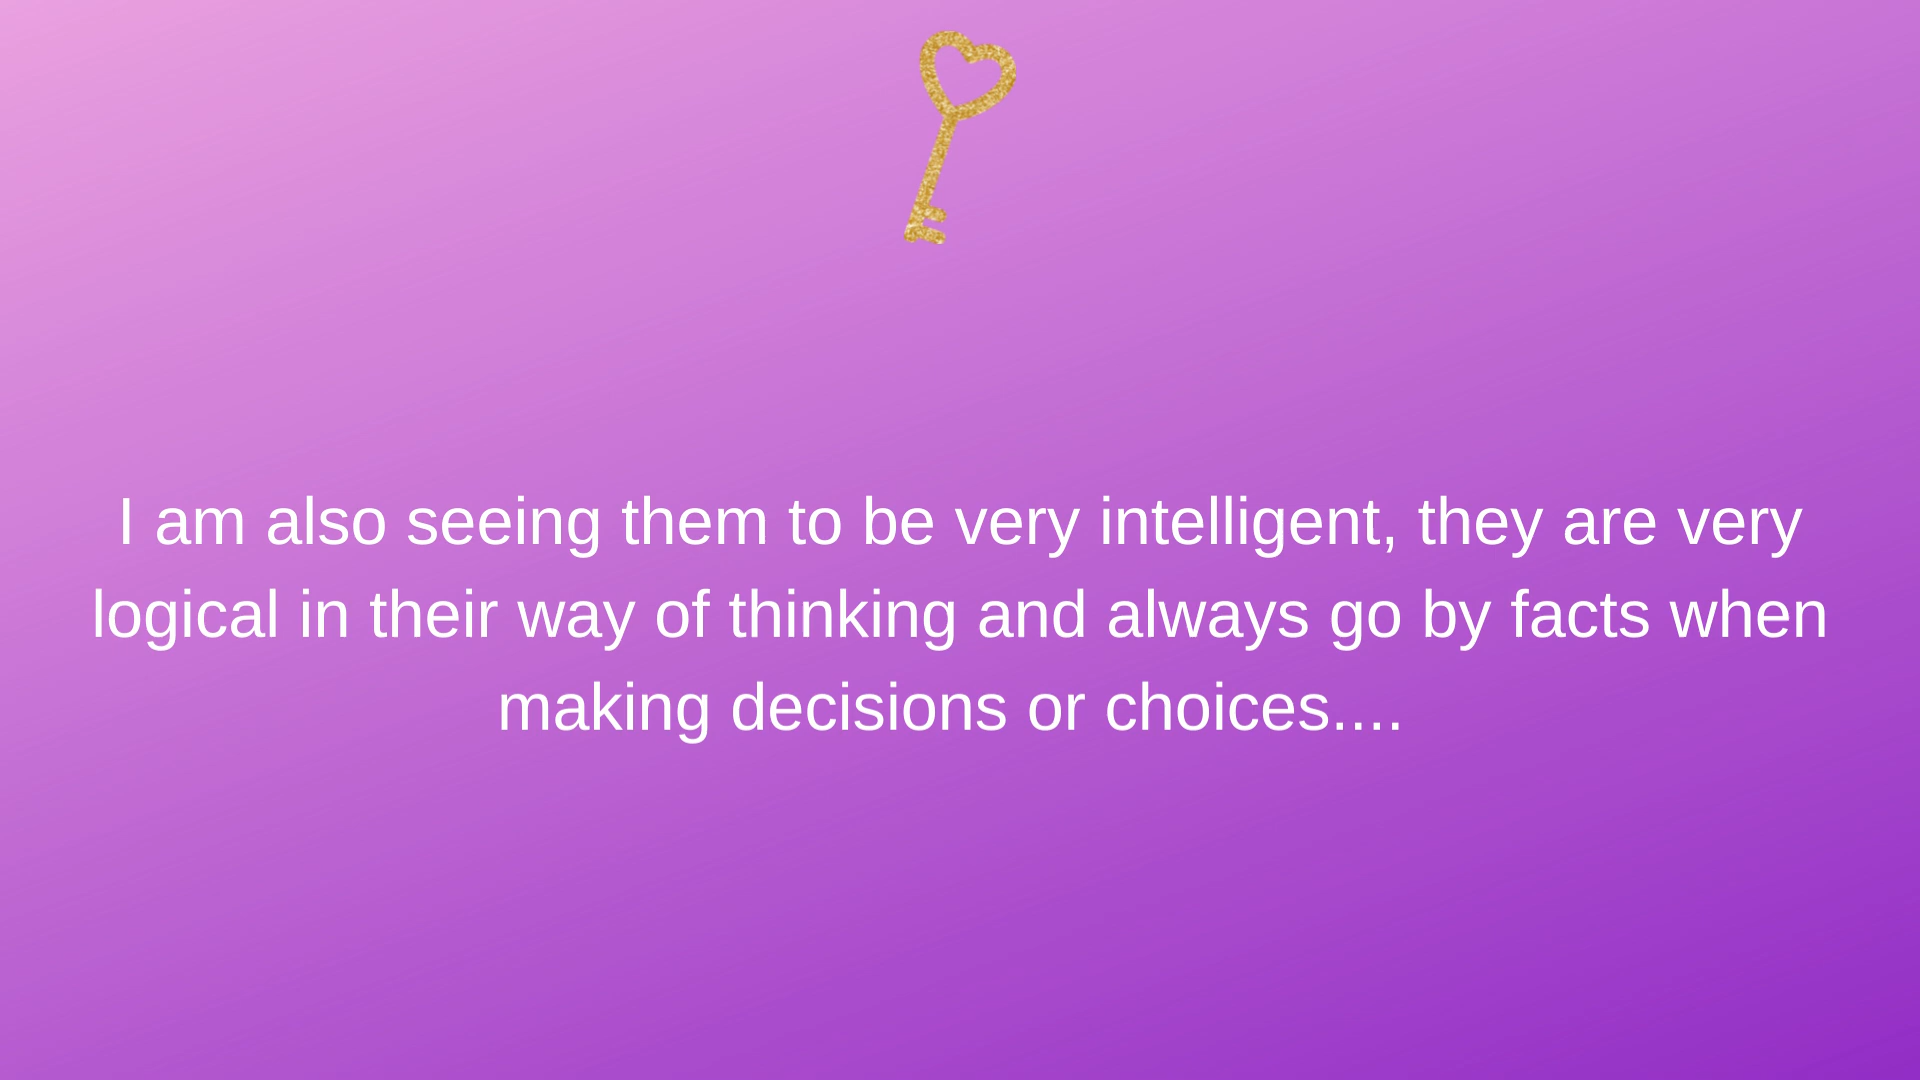 I am also seeing them to be very intelligent, they are very
logical in their way of thinking and always go by facts when
making decisions or choices....